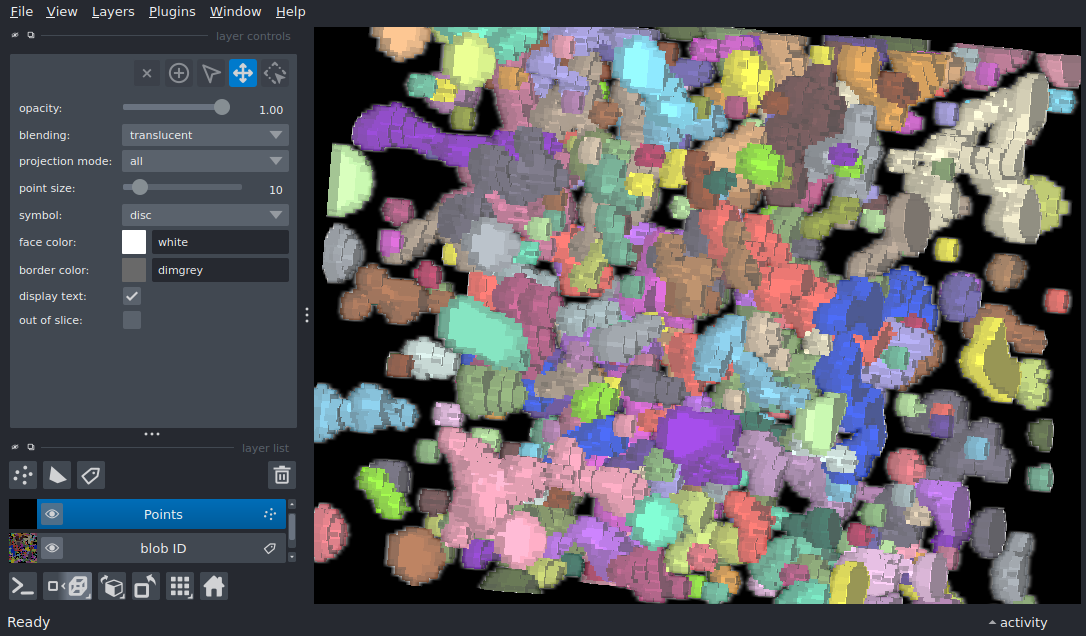 File View Layers Plugins Window Help
layer controls
opacity: 1.00
blending: translucent
projection mode: all
point size: 10
symbol: disc
face color: white
border color: dimgrey
display text:
out of slice:
layer list
Points
blob ID
Ready
activity